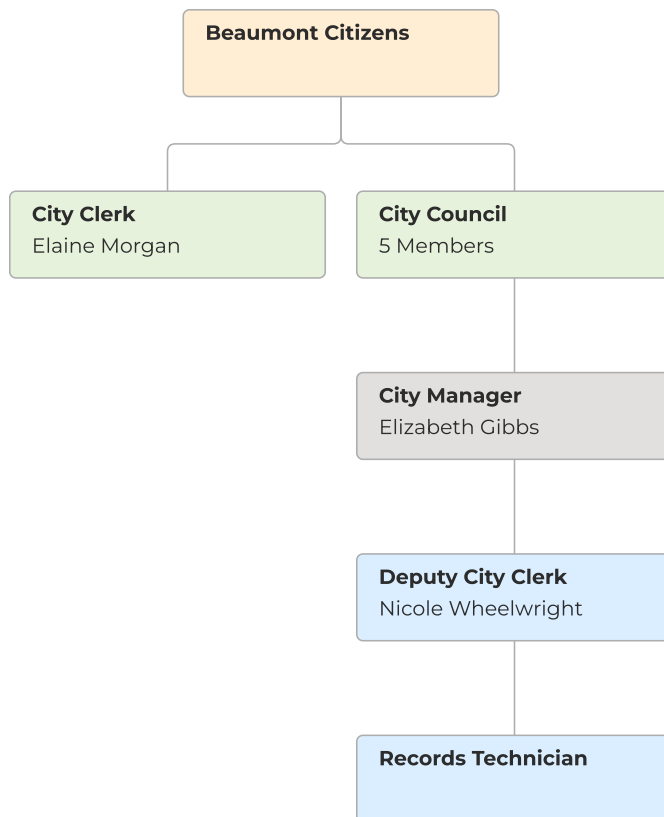 Beaumont Citizens
City Clerk
Elaine Morgan
City Council
5 Members
City Manager
Elizabeth Gibbs
Deputy City Clerk
Nicole Wheelwright
Records Technician